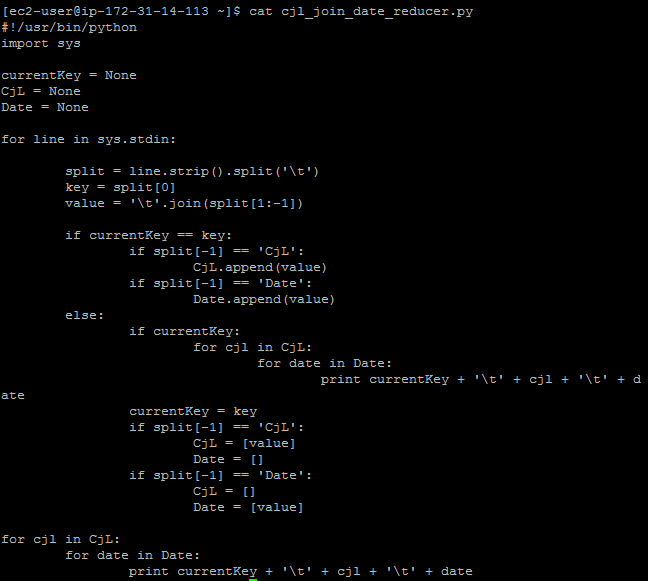 [ec2-user@ip-172-31-14-113 ~]$ cat cjl_join_date_reducer.py
#!/usr/bin/python
import sys

currentKey = None
CjL = None
Date = None

for line in sys.stdin:

        split = line.strip().split('\t')
        key = split[0]
        value = '\t'.join(split[1:-1])

        if currentKey == key:
                if split[-1] == 'CjL':
                        CjL.append(value)
                if split[-1] == 'Date':
                        Date.append(value)
        else:
                if currentKey:
                        for cjl in CjL:
                                for date in Date:
                                        print currentKey + '\t' + cjl + '\t' + d
ate
                currentKey = key
                if split[-1] == 'CjL':
                        CjL = [value]
                        Date = []
                if split[-1] == 'Date':
                        CjL = []
                        Date = [value]

for cjl in CjL:
        for date in Date:
                print currentKey + '\t' + cjl + '\t' + date